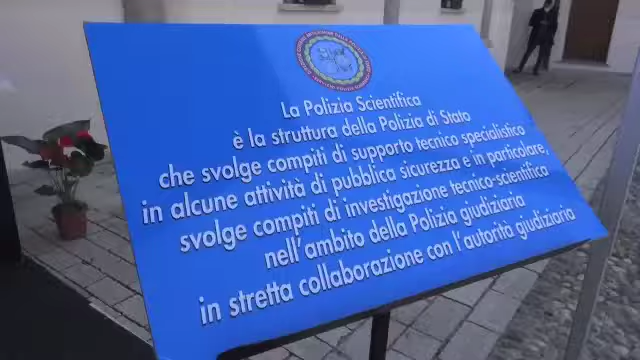 La Polizia Scientifica
è la struttura della Polizia di Stato
che svolge compiti di supporto tecnico specialistico
in alcune attività di pubblica sicurezza e in particolare
svolge compiti di investigazione tecnico-scientifica
nell'ambito della Polizia giudiziaria
in stretta collaborazione con l'autorità giudiziaria